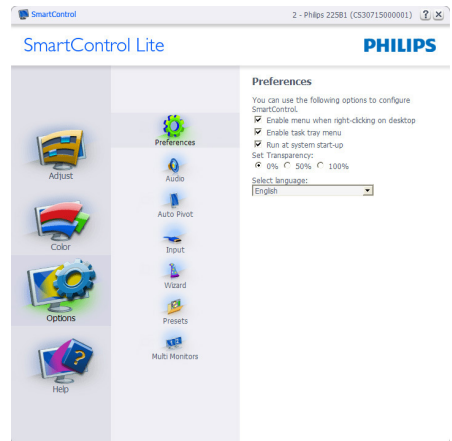 SmartControl
2 - Philips 225B1 (CS30715000001)
SmartControl Lite
PHILIPS
Adjust
Color
Options
Help
Preferences
Audio
Auto Pivot
Input
Wizard
Presets
Multi Monitors
Preferences
You can use the following options to configure
SmartControl.
Enable menu when right-clicking on desktop
Enable task tray menu
Run at system start-up
Set Transparency:
0% 50% 100%
Select language:
English